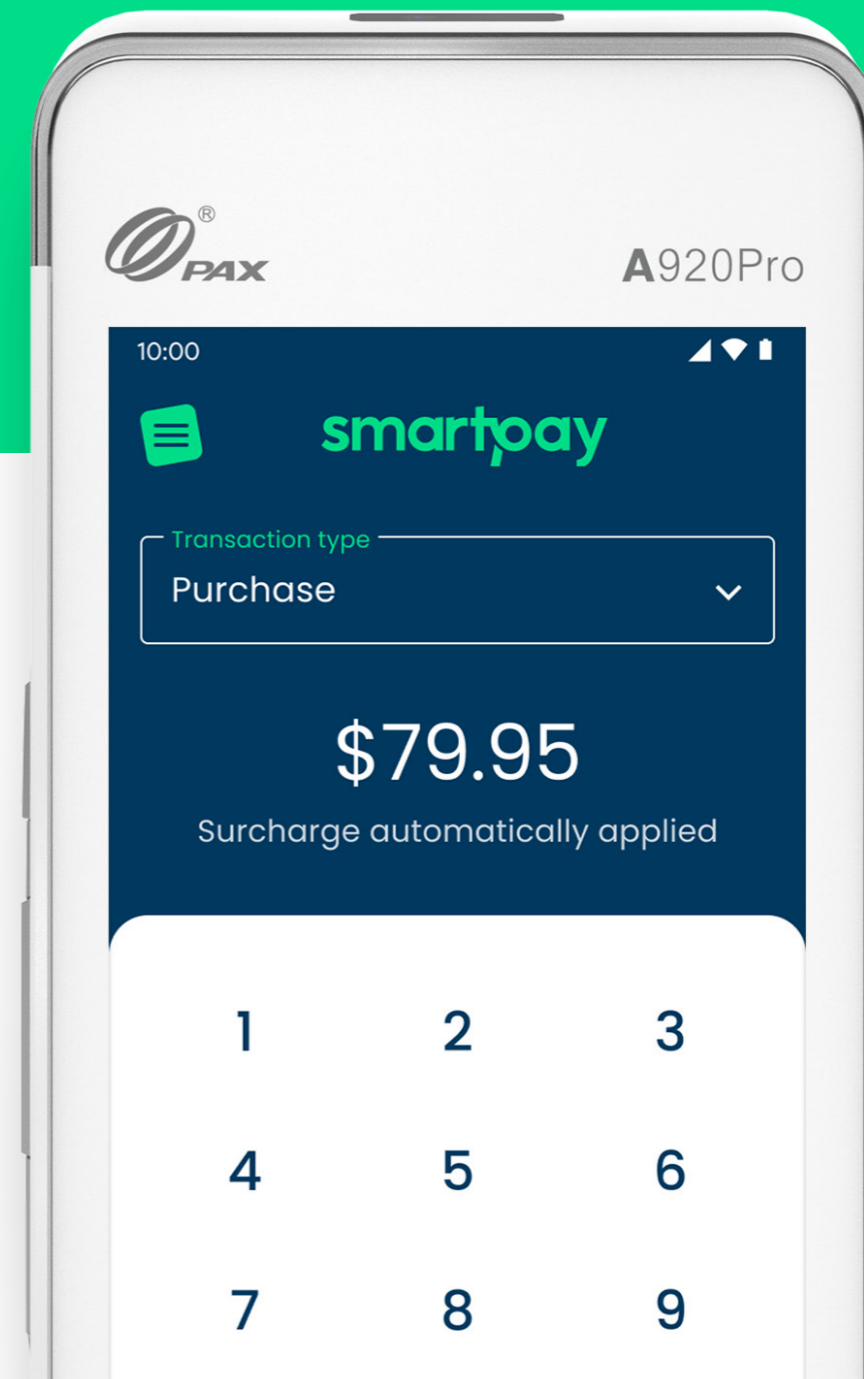 ®
PAX
A920Pro
10:00
smartpay
Transaction type
Purchase
$79.95
Surcharge automatically applied
1 2 3
4 5 6
7 8 9